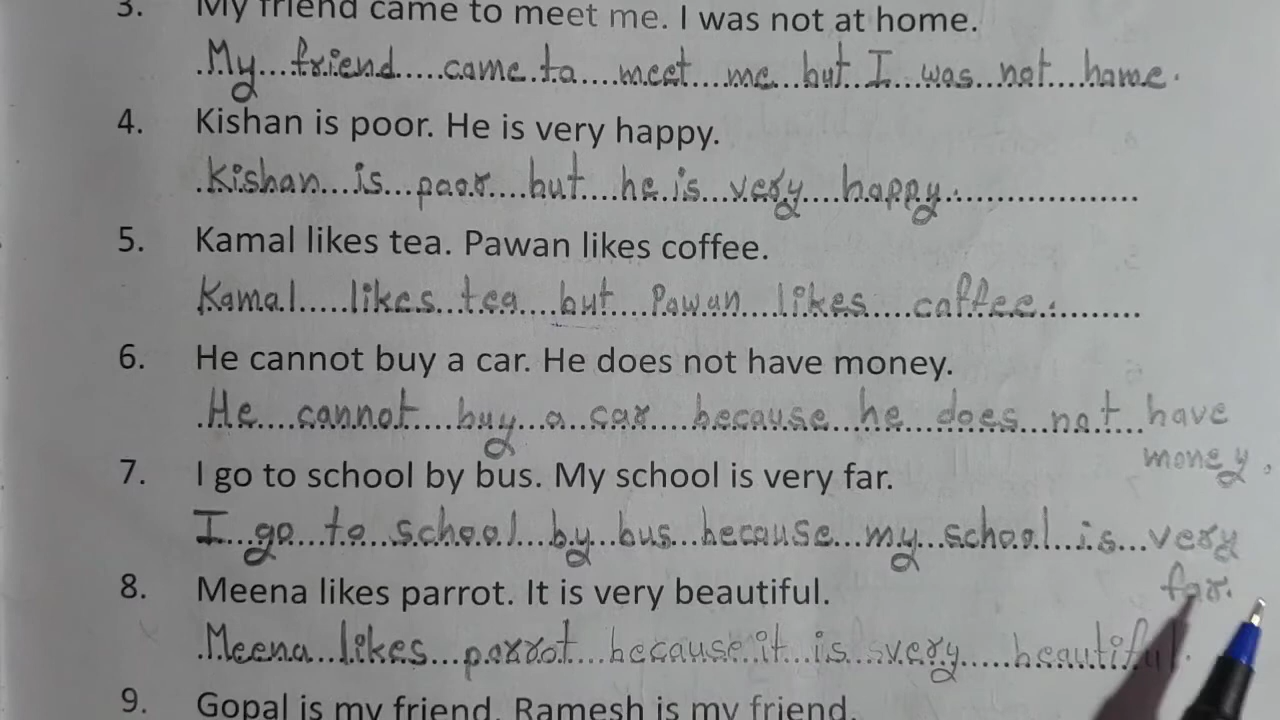 3. My friend came to meet me. I was not at home.
My friend came to meet me but I was not home.
4. Kishan is poor. He is very happy.
Kishan is poor but he is very happy.
5. Kamal likes tea. Pawan likes coffee.
Kamal likes tea but Pawan likes coffee.
6. He cannot buy a car. He does not have money.
He cannot buy a car because he does not have
money.
7. I go to school by bus. My school is very far.
I go to school by bus because my school is very
far.
8. Meena likes parrot. It is very beautiful.
Meena likes parrot because it is very beautiful.
9. Gopal is my friend. Ramesh is my friend.